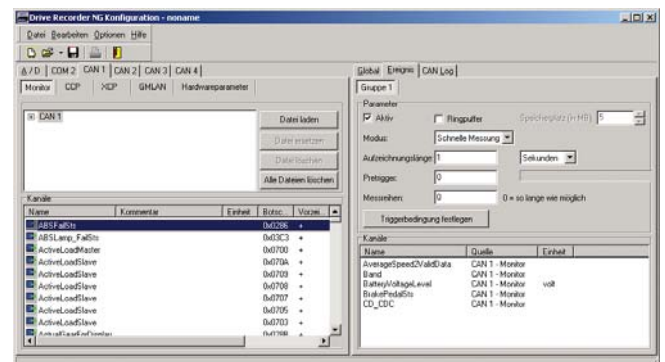 Drive Recorder NG Konfiguration - noname
Datei Bearbeiten Optionen Hilfe
A / D COM 2 CAN 1 CAN 2 CAN 3 CAN 4
Monitor CCP XCP GMLAN Hardwareparameter
CAN 1
Datei laden
Datei ersetzen
Datei löschen
Alle Dateien löschen
Kanäle
Name Kommentar Einheit Botsc... Vorzei...
ABSFailSts 0x0286 +
ABSLamp_FailSts 0x03C3 +
ActiveLoadMaster 0x0700 +
ActiveLoadSlave 0x070A +
ActiveLoadSlave 0x0709 +
ActiveLoadSlave 0x0708 +
ActiveLoadSlave 0x0707 +
ActiveLoadSlave 0x0705 +
ActiveLoadSlave 0x0703 +
Global Ereignis CAN Log
Gruppe 1
Parameter
Aktiv Ringpuffer Speicherplatz (in MB) 5
Modus: Schnelle Messung
Aufzeichnungslänge: 1 Sekunden
Pretrigger: 0
Messreihen: 0 0 = so lange wie möglich
Triggerbedingung festlegen
Kanäle
Name Quelle Einheit
AverageSpeed2ValidData CAN 1 - Monitor
Band CAN 1 - Monitor
BatteryVoltageLevel CAN 1 - Monitor volt
BrakePedalSts CAN 1 - Monitor
CD_CDC CAN 1 - Monitor